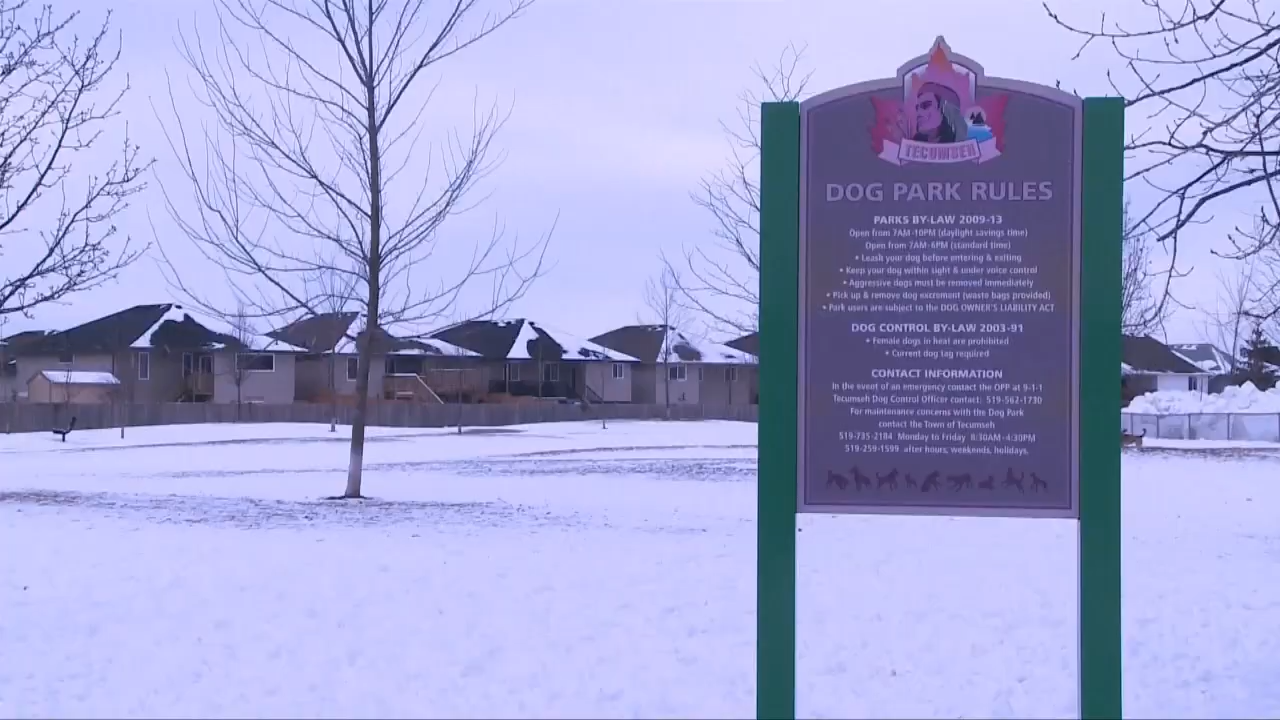 TECUMSEH
DOG PARK RULES
PARKS BY-LAW 2009-13
Open from 7AM-10PM (daylight savings time)
Open from 7AM-6PM (standard time)
• Leash your dog before entering & exiting
• Keep your dog within sight & under voice control
• Aggressive dogs must be removed immediately
• Pick up & remove dog excrement (waste bags provided)
• Park users are subject to the DOG OWNER'S LIABILITY ACT
DOG CONTROL BY-LAW 2003-91
• Female dogs in heat are prohibited
• Current dog tag required
CONTACT INFORMATION
In the event of an emergency contact the OPP at 9-1-1
Tecumseh Dog Control Officer contact: 519-562-1730
For maintenance concerns with the Dog Park
contact the Town of Tecumseh
519-735-2184 Monday to Friday 8:30AM-4:30PM
519-259-1599 after hours, weekends, holidays.